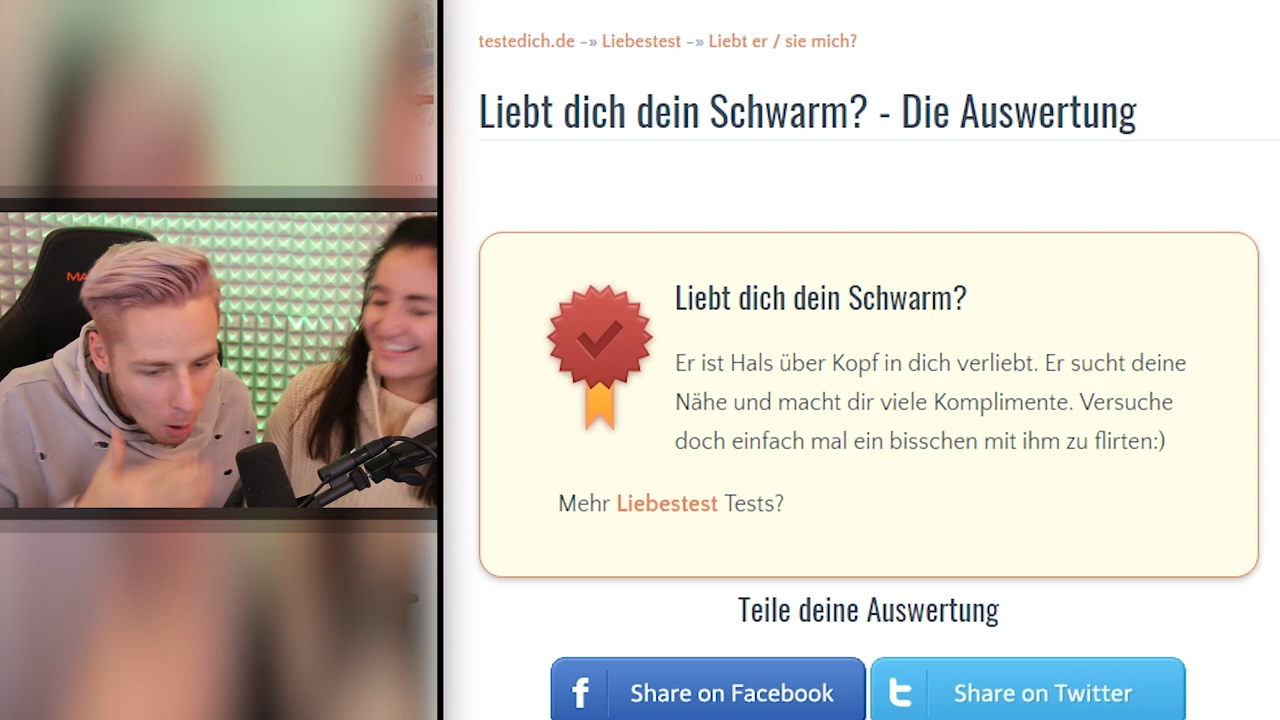 testedich.de -» Liebestest -» Liebt er / sie mich?
Liebt dich dein Schwarm? - Die Auswertung
Liebt dich dein Schwarm?
Er ist Hals über Kopf in dich verliebt. Er sucht deine
Nähe und macht dir viele Komplimente. Versuche
doch einfach mal ein bisschen mit ihm zu flirten:)
Mehr Liebestest Tests?
Teile deine Auswertung
Share on Facebook
Share on Twitter